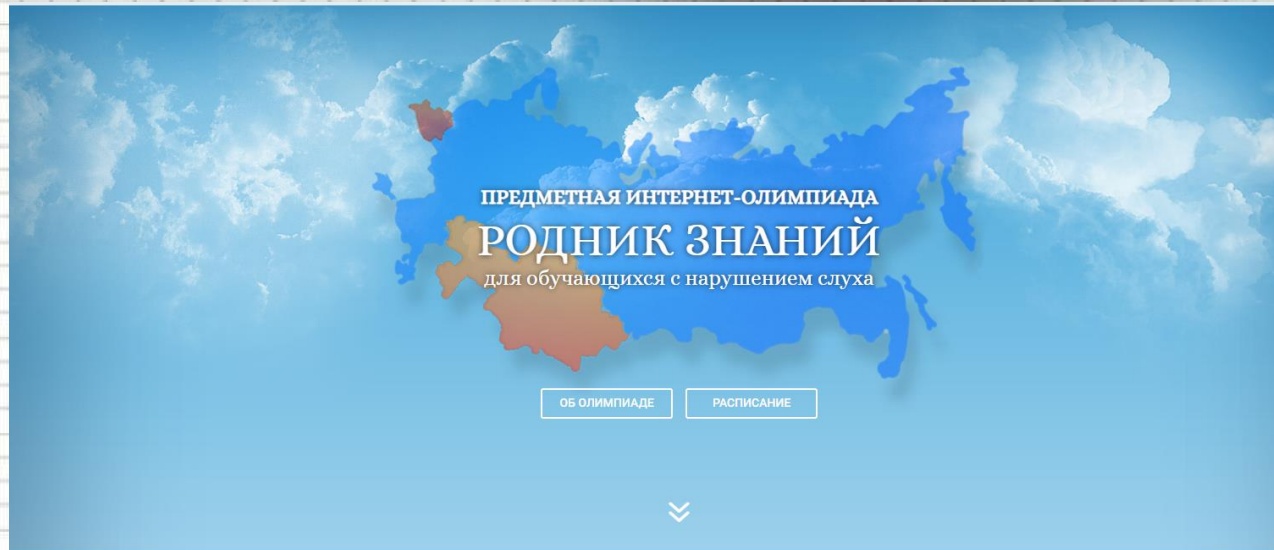 ПРЕДМЕТНАЯ ИНТЕРНЕТ-ОЛИМПИАДА
РОДНИК ЗНАНИЙ
для обучающихся с нарушением слуха
ОБ ОЛИМПИАДЕ РАСПИСАНИЕ